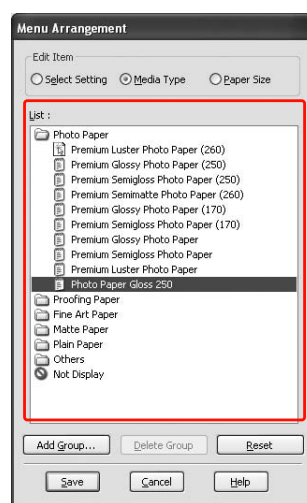 Menu Arrangement
Edit Item
Select Setting Media Type Paper Size
List :
Photo Paper
Premium Luster Photo Paper (260)
Premium Glossy Photo Paper (250)
Premium Semigloss Photo Paper (250)
Premium Semimatte Photo Paper (260)
Premium Glossy Photo Paper (170)
Premium Semigloss Photo Paper (170)
Premium Glossy Photo Paper
Premium Semigloss Photo Paper
Premium Luster Photo Paper
Photo Paper Gloss 250
Proofing Paper
Fine Art Paper
Matte Paper
Plain Paper
Others
Not Display
Add Group... Delete Group Reset
Save Cancel Help